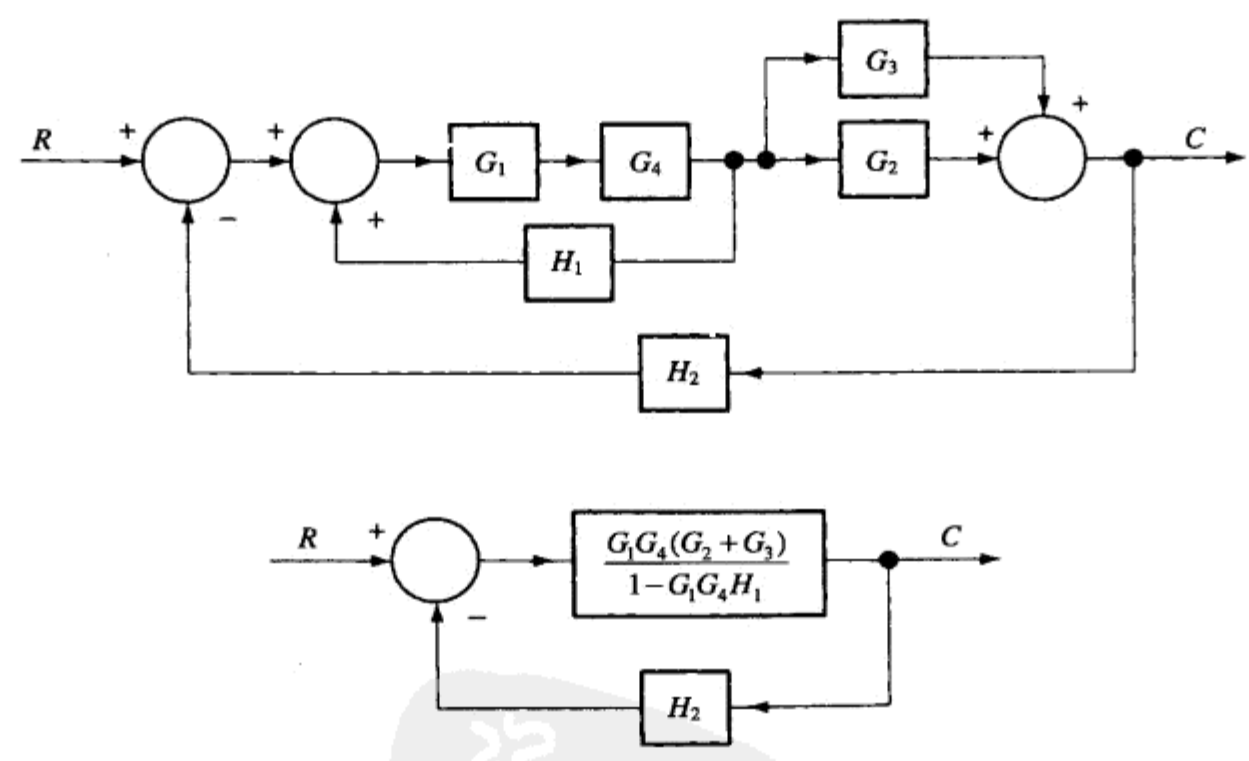 G₃
R + + G₁ G₄ + G₂ + C
− + H₁
H₂
R + G₁G₄(G₂ + G₃) C
1−G₁G₄H₁
−
H₂